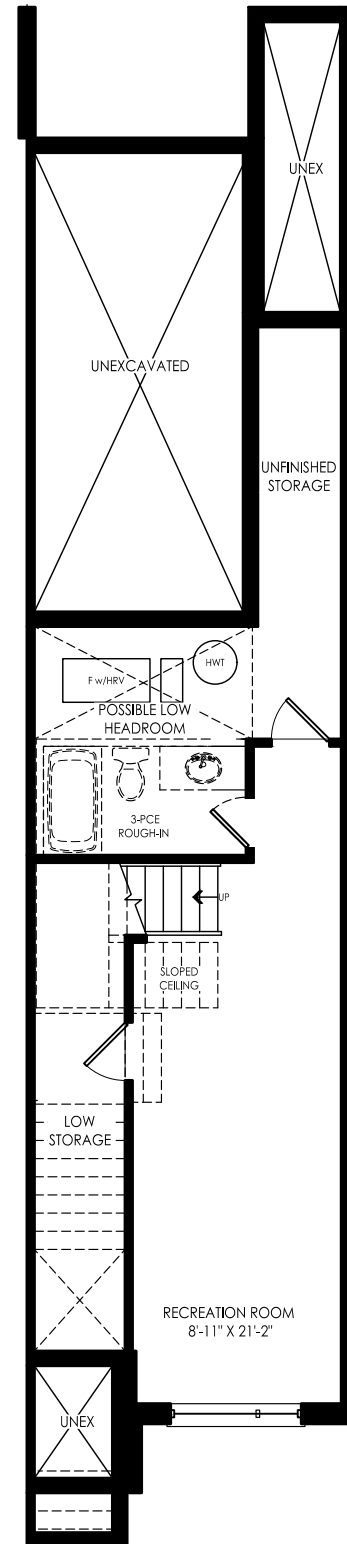 UNEX
UNEXCAVATED
UNFINISHED
STORAGE
HWT
F w/HRV
POSSIBLE LOW
HEADROOM
3-PCE
ROUGH-IN
UP
SLOPED
CEILING
LOW
STORAGE
RECREATION ROOM
8'-11" X 21'-2"
UNEX